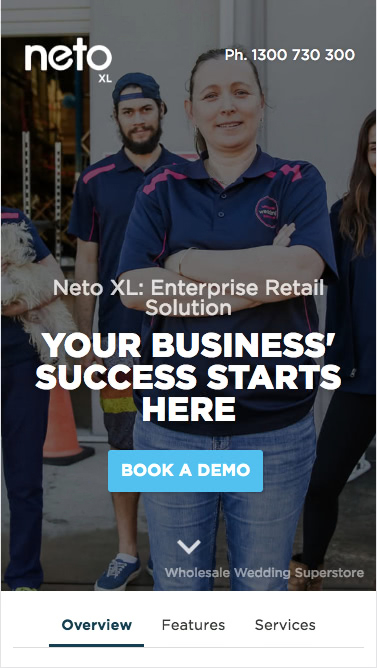 neto
XL
Ph. 1300 730 300
Neto XL: Enterprise Retail
Solution
YOUR BUSINESS'
SUCCESS STARTS
HERE
BOOK A DEMO
Wholesale Wedding Superstore
Overview Features Services